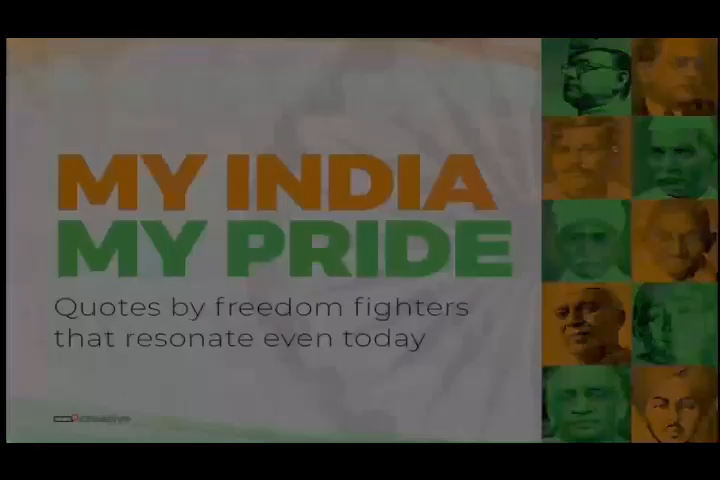 MY INDIA
MY PRIDE
Quotes by freedom fighters
that resonate even today